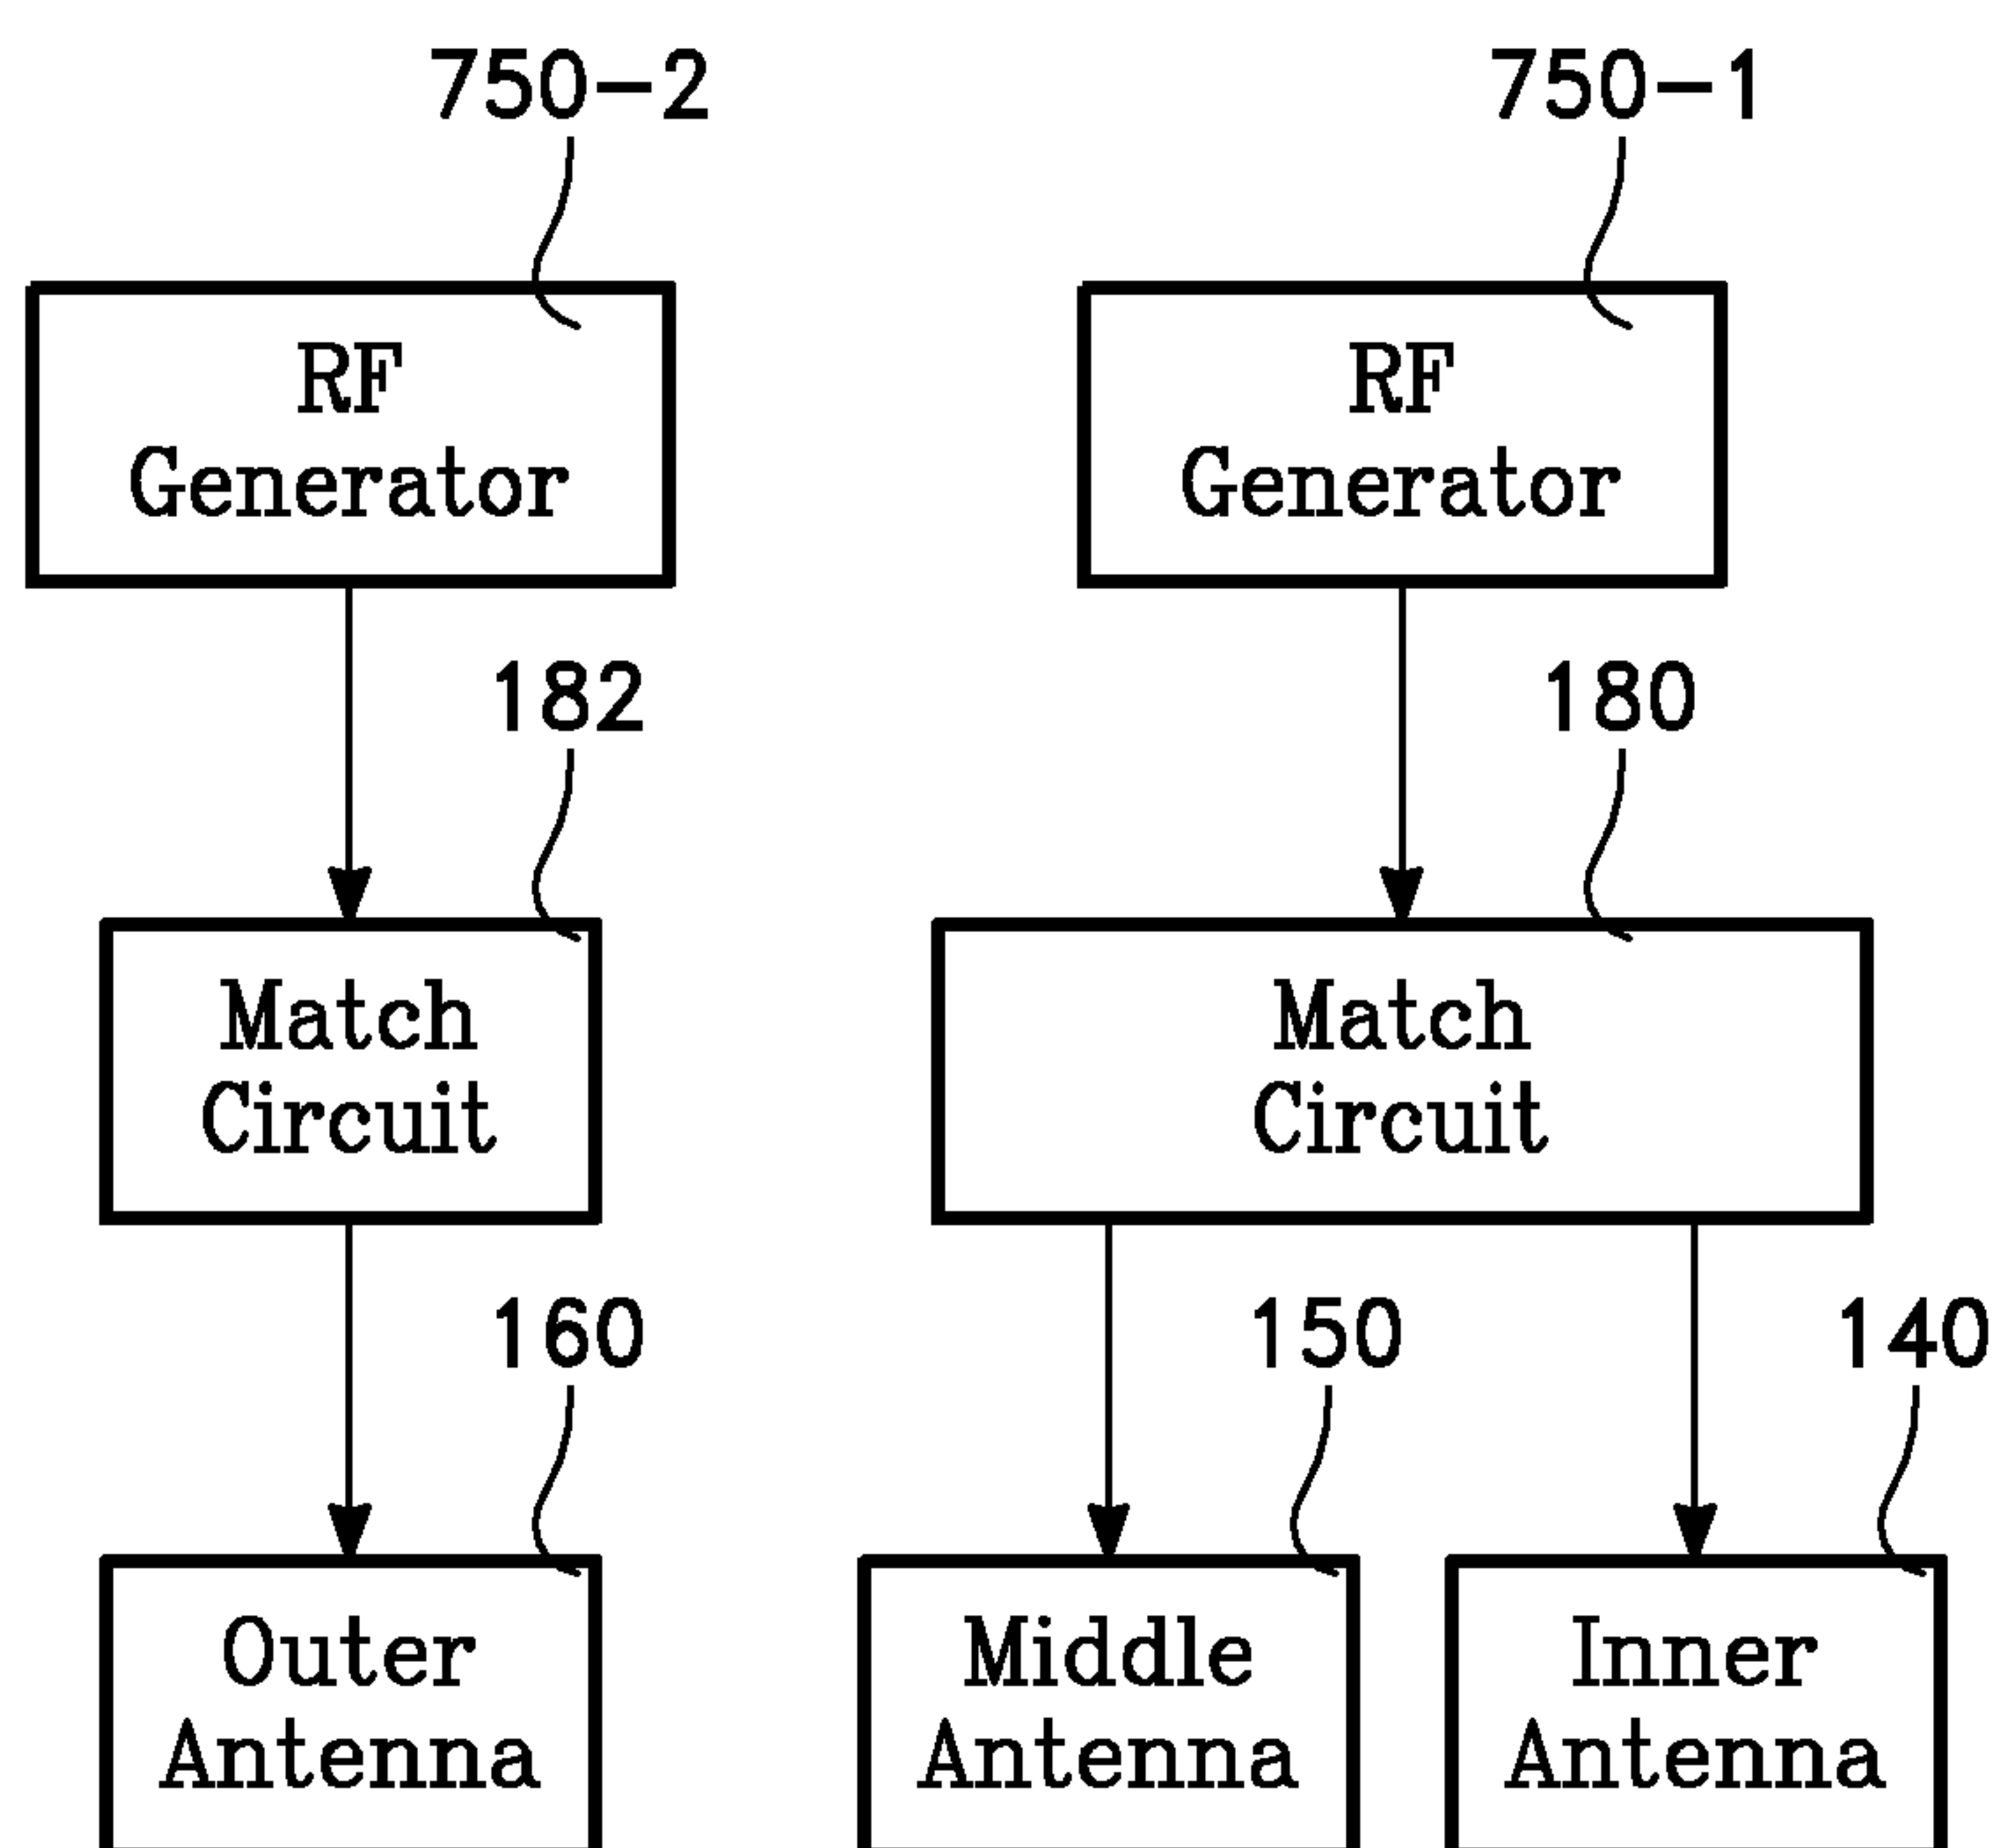 750-2
750-1
RF
Generator
RF
Generator
182
180
Match
Circuit
Match
Circuit
160
150
140
Outer
Antenna
Middle
Antenna
Inner
Antenna